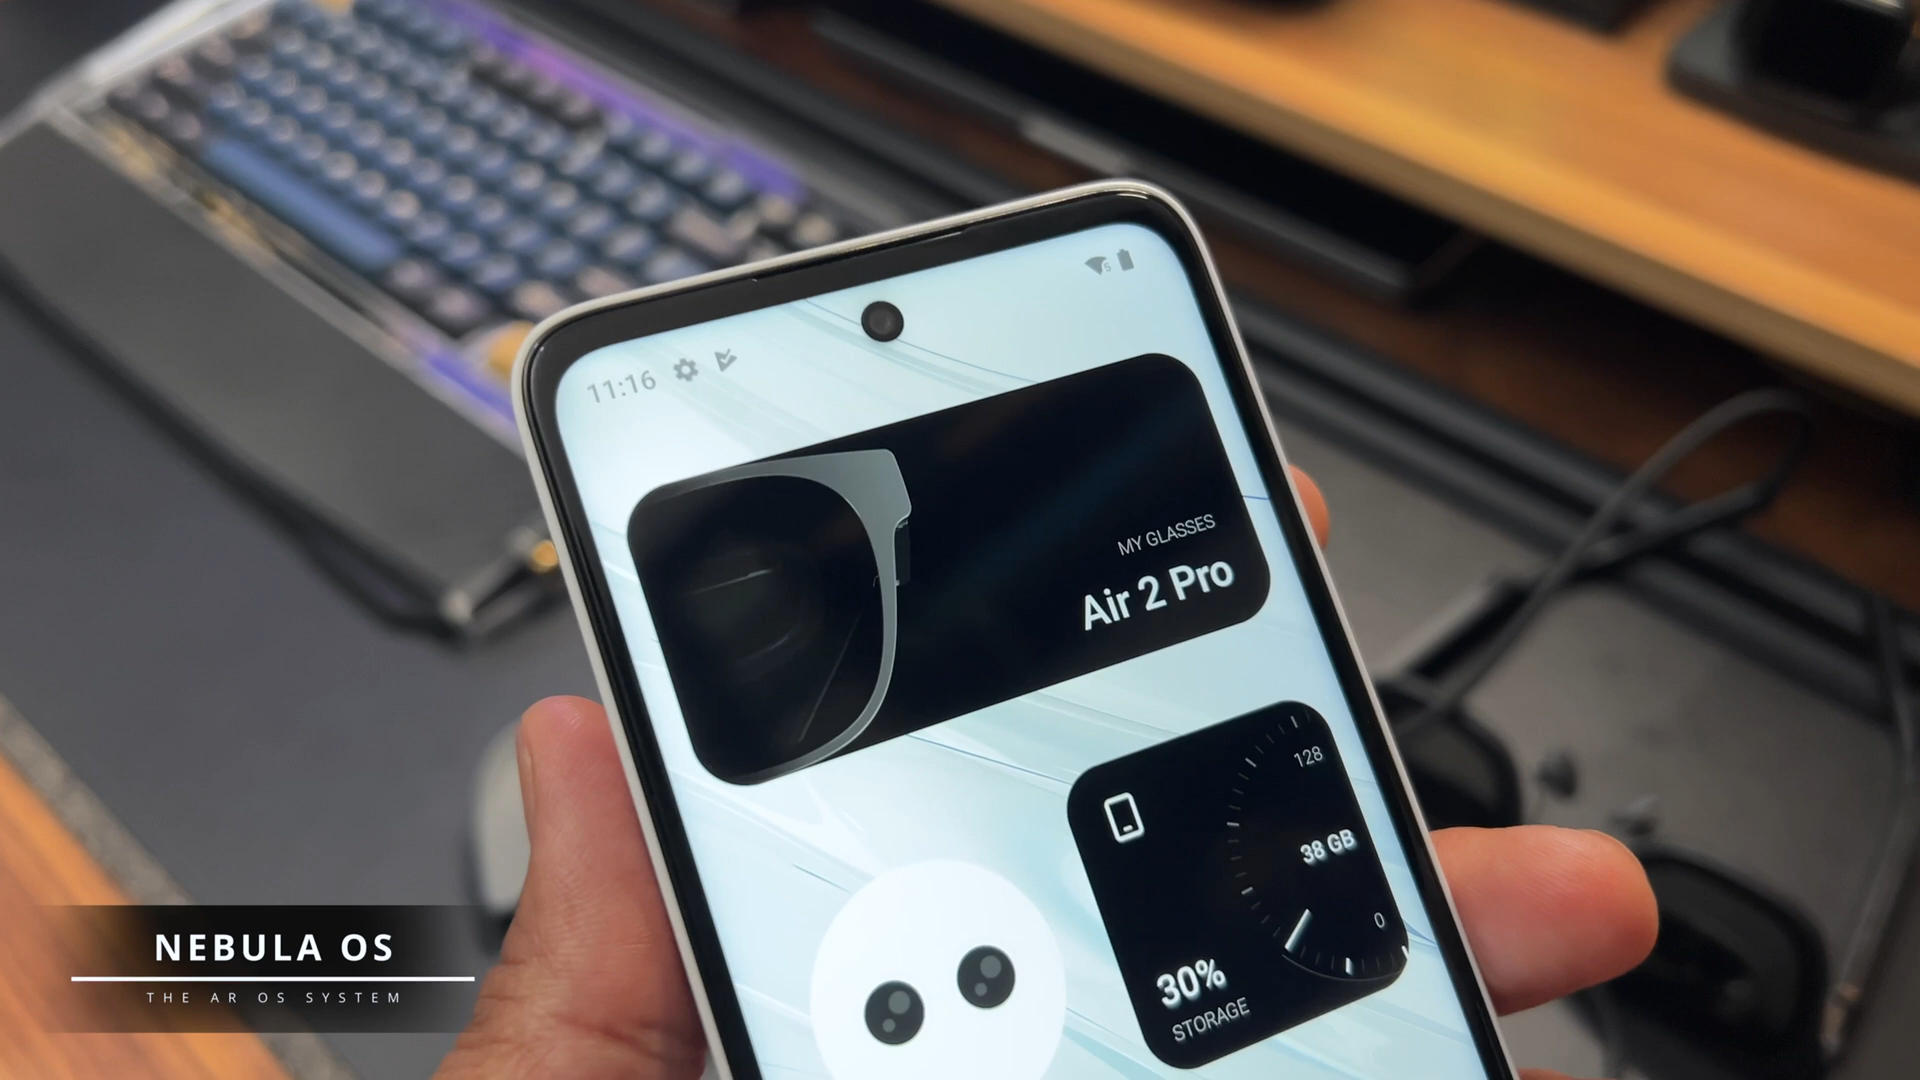 11:16
5
MY GLASSES
Air 2 Pro
128
38 GB
0
30%
STORAGE
NEBULA OS
THE AR OS SYSTEM